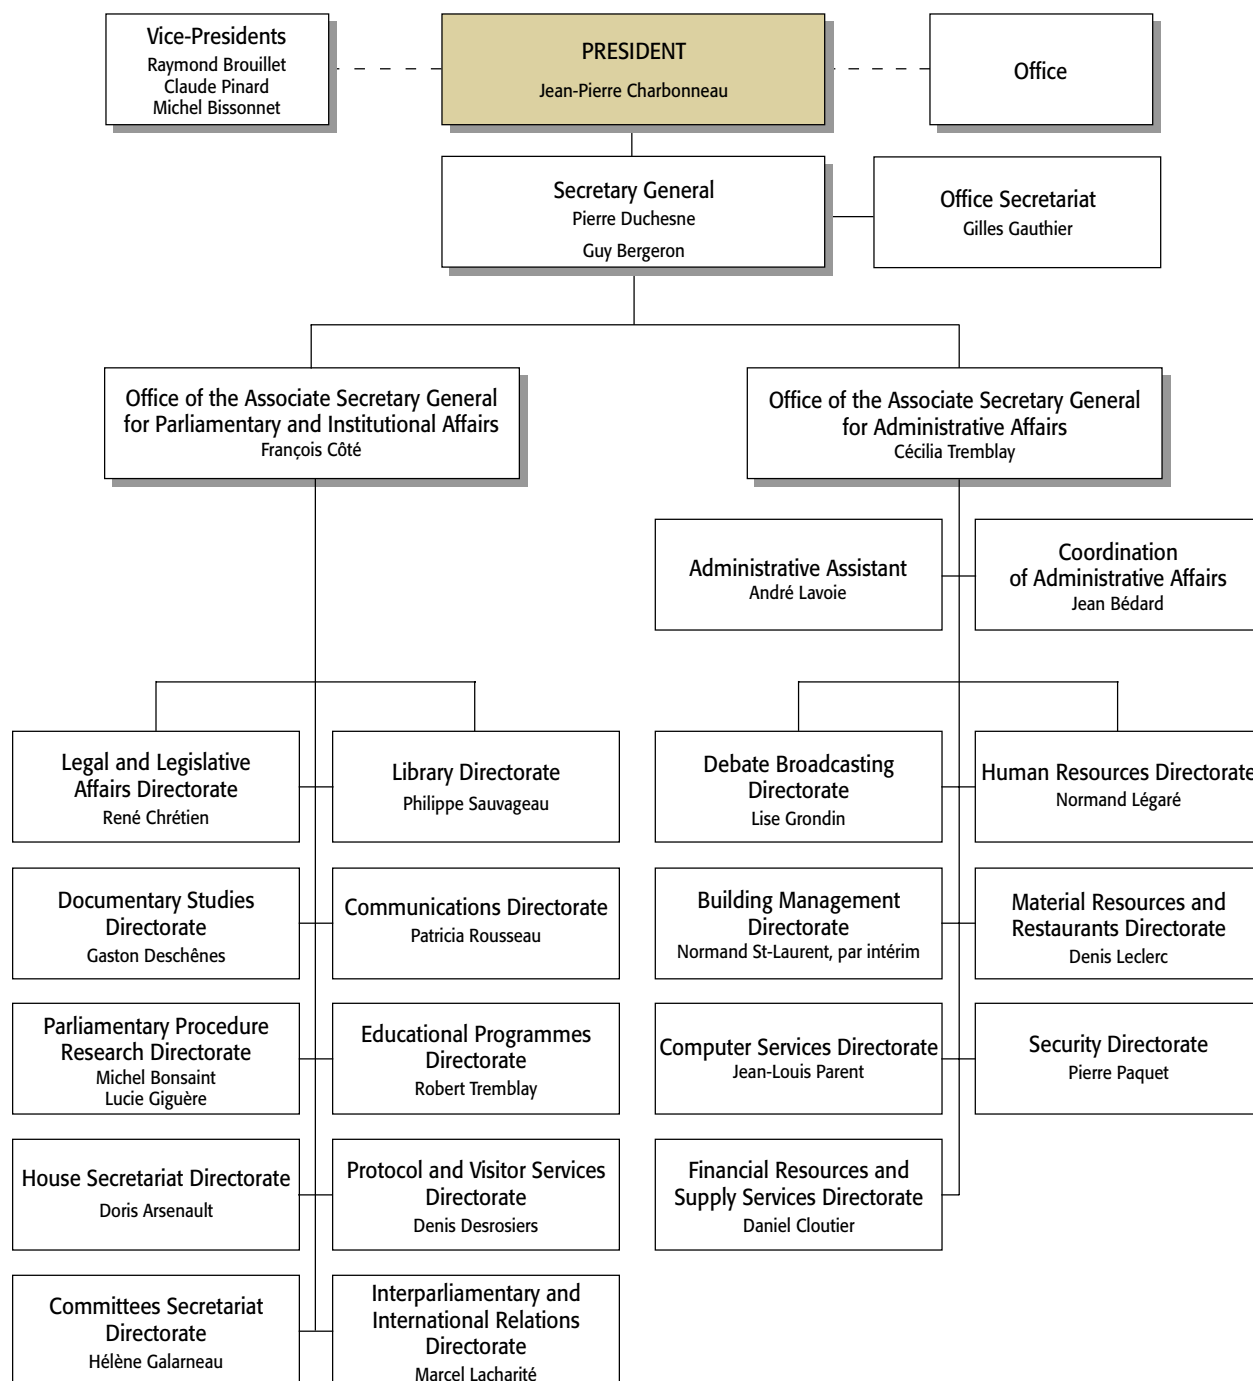 Vice-Presidents
Raymond Brouillet
Claude Pinard
Michel Bissonnet
PRESIDENT
Jean-Pierre Charbonneau
Office
Secretary General
Pierre Duchesne
Guy Bergeron
Office Secretariat
Gilles Gauthier
Office of the Associate Secretary General
for Parliamentary and Institutional Affairs
François Côté
Office of the Associate Secretary General
for Administrative Affairs
Cécilia Tremblay
Administrative Assistant
André Lavoie
Coordination
of Administrative Affairs
Jean Bédard
Legal and Legislative
Affairs Directorate
René Chrétien
Library Directorate
Philippe Sauvageau
Debate Broadcasting
Directorate
Lise Grondin
Human Resources Directorate
Normand Légaré
Documentary Studies
Directorate
Gaston Deschênes
Communications Directorate
Patricia Rousseau
Building Management
Directorate
Normand St-Laurent, par intérim
Material Resources and
Restaurants Directorate
Denis Leclerc
Parliamentary Procedure
Research Directorate
Michel Bonsaint
Lucie Giguère
Educational Programmes
Directorate
Robert Tremblay
Computer Services Directorate
Jean-Louis Parent
Security Directorate
Pierre Paquet
House Secretariat Directorate
Doris Arsenault
Protocol and Visitor Services
Directorate
Denis Desrosiers
Financial Resources and
Supply Services Directorate
Daniel Cloutier
Committees Secretariat
Directorate
Hélène Galarneau
Interparliamentary and
International Relations
Directorate
Marcel Lacharité